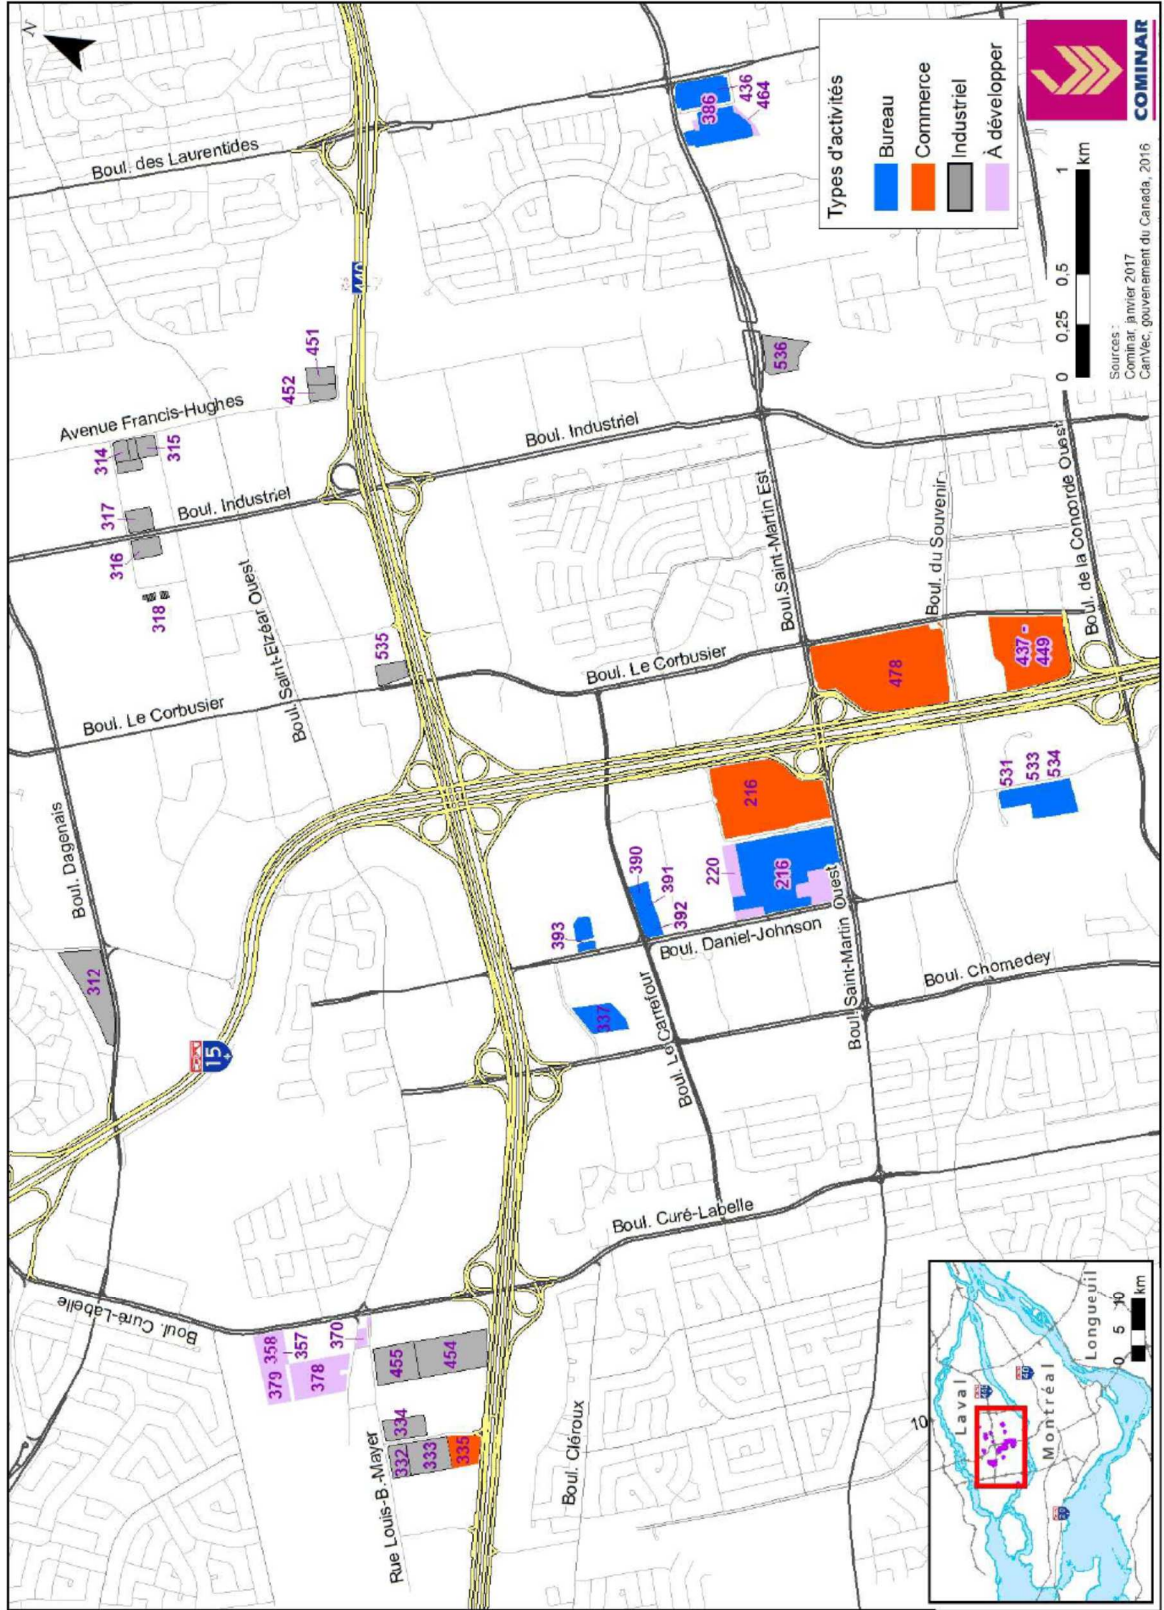 N
Boul. des Laurentides
440
386
436
464
Types d'activités
Bureau
Commerce
Industriel
À développer
COMINAR
0 0,25 0,5 1
km
Sources :
Cominar, janvier 2017
CanVec, gouvenement du Canada, 2016
Avenue Francis-Hughes
314
315
317
316
318
452
451
Boul. Industriel
Boul. Industriel
536
Boul. Saint-Elzéar Ouest
535
Boul. Le Corbusier
Boul. Le Corbusier
Boul.Saint-Martin Est
Boul. du Souvenir
Boul. de la Concorde Ouest
478
437 -
449
Boul. Dagenais
312
15
216
220
216
390
391
392
393
337
531
533
534
Boul. Daniel-Johnson
Boul. Saint-Martin Ouest
Boul. Le Carrefour
Boul. Chomedey
Boul. Curé-Labelle
Boul. Curé-Labelle
379
358
357
378
370
455
454
334
332
333
335
Rue Louis-B.-Mayer
Boul. Cléroux
Laval
Montréal
Longueuil
10
0 5 10
km